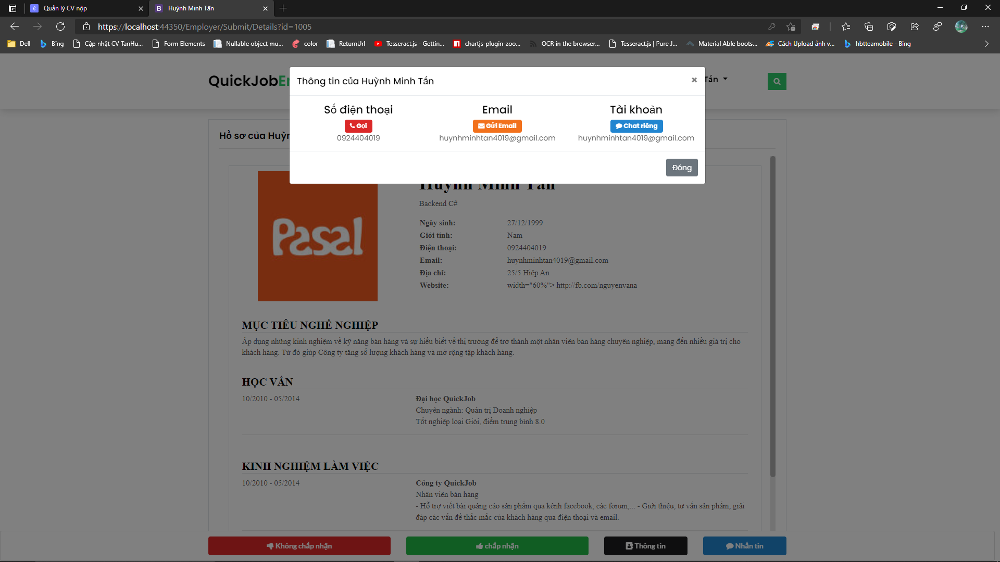 Quản lý CV nộp
Huỳnh Minh Tấn
https://localhost:44350/Employer/Submit/Details?id=1005
Dell
Bing
Cập nhật CV TanHu...
Form Elements
Nullable object mu...
color
ReturnUrl
Tesseract.js - Gettin...
chartjs-plugin-zoo...
OCR in the browser...
Tesseract.js | Pure J...
Material Able boots...
Cách Upload ảnh v...
hbtteamobile - Bing
QuickJob
Tấn
Thông tin của Huỳnh Minh Tấn
Số điện thoại
Email
Tài khoản
Gọi
Gửi Email
Chat riêng
0924404019
huynhminhtan4019@gmail.com
huynhminhtan4019@gmail.com
Đóng
Hồ sơ của
Pasal
Huỳnh Minh Tấn
Backend C#
Ngày sinh: 27/12/1999
Giới tính: Nam
Điện thoại: 0924404019
Email: huynhminhtan4019@gmail.com
Địa chỉ: 25/5 Hiệp An
Website: width="60%"> http://fb.com/nguyenvana
MỤC TIÊU NGHỀ NGHIỆP
Áp dụng những kinh nghiệm về kỹ năng bán hàng và sự hiểu biết về thị trường để trở thành một nhân viên bán hàng chuyên nghiệp, mang đến nhiều giá trị cho
khách hàng. Từ đó giúp Công ty tăng số lượng khách hàng và mở rộng tập khách hàng.
HỌC VẤN
10/2010 - 05/2014 Đại học QuickJob
Chuyên ngành: Quản trị Doanh nghiệp
Tốt nghiệp loại Giỏi, điểm trung bình 8.0
KINH NGHIỆM LÀM VIỆC
10/2010 - 05/2014 Công ty QuickJob
Nhân viên bán hàng
- Hỗ trợ viết bài quảng cáo sản phẩm qua kênh facebook, các forum,... - Giới thiệu, tư vấn sản phẩm, giải
đáp các vấn đề thắc mắc của khách hàng qua điện thoại và email.
Không chấp nhận
chấp nhận
Thông tin
Nhắn tin